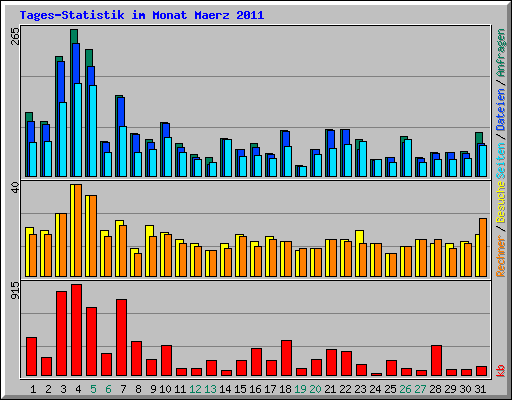 Tages-Statistik im Monat Maerz 2011
265
40
915
Rechner / Besuche Seiten / Dateien / Anfragen
kb
1 2 3 4 5 6 7 8 9 10 11 12 13 14 15 16 17 18 19 20 21 22 23 24 25 26 27 28 29 30 31